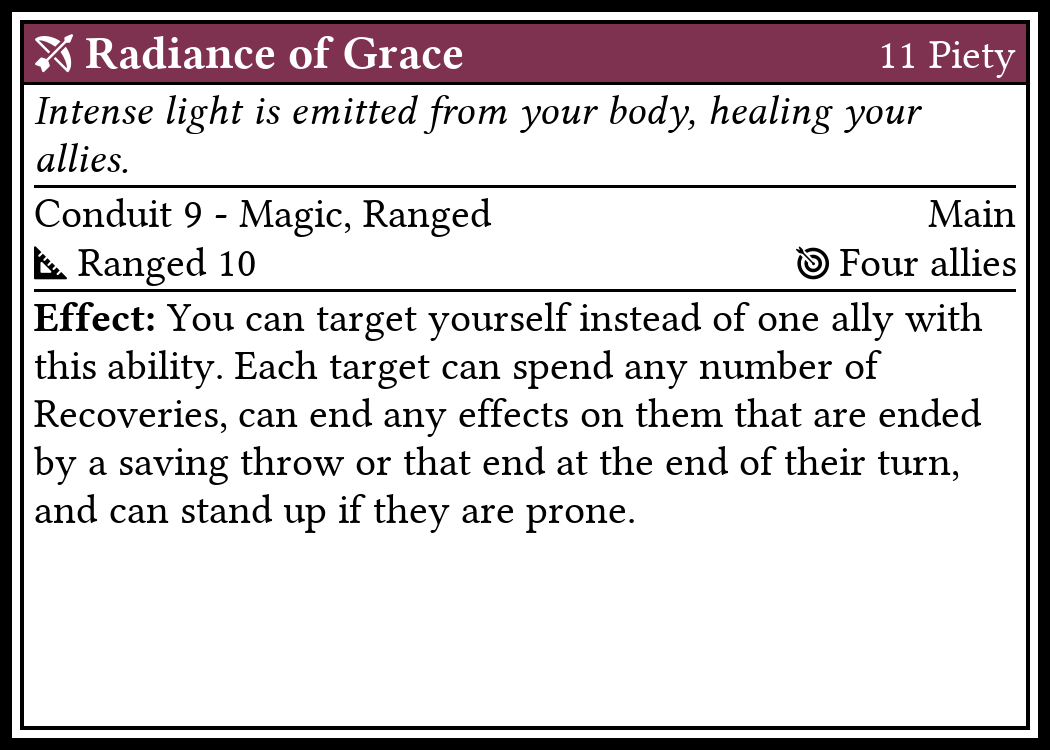 Radiance of Grace 11 Piety
Intense light is emitted from your body, healing your
allies.
Conduit 9 - Magic, Ranged Main
Ranged 10 Four allies
Effect: You can target yourself instead of one ally with
this ability. Each target can spend any number of
Recoveries, can end any effects on them that are ended
by a saving throw or that end at the end of their turn,
and can stand up if they are prone.